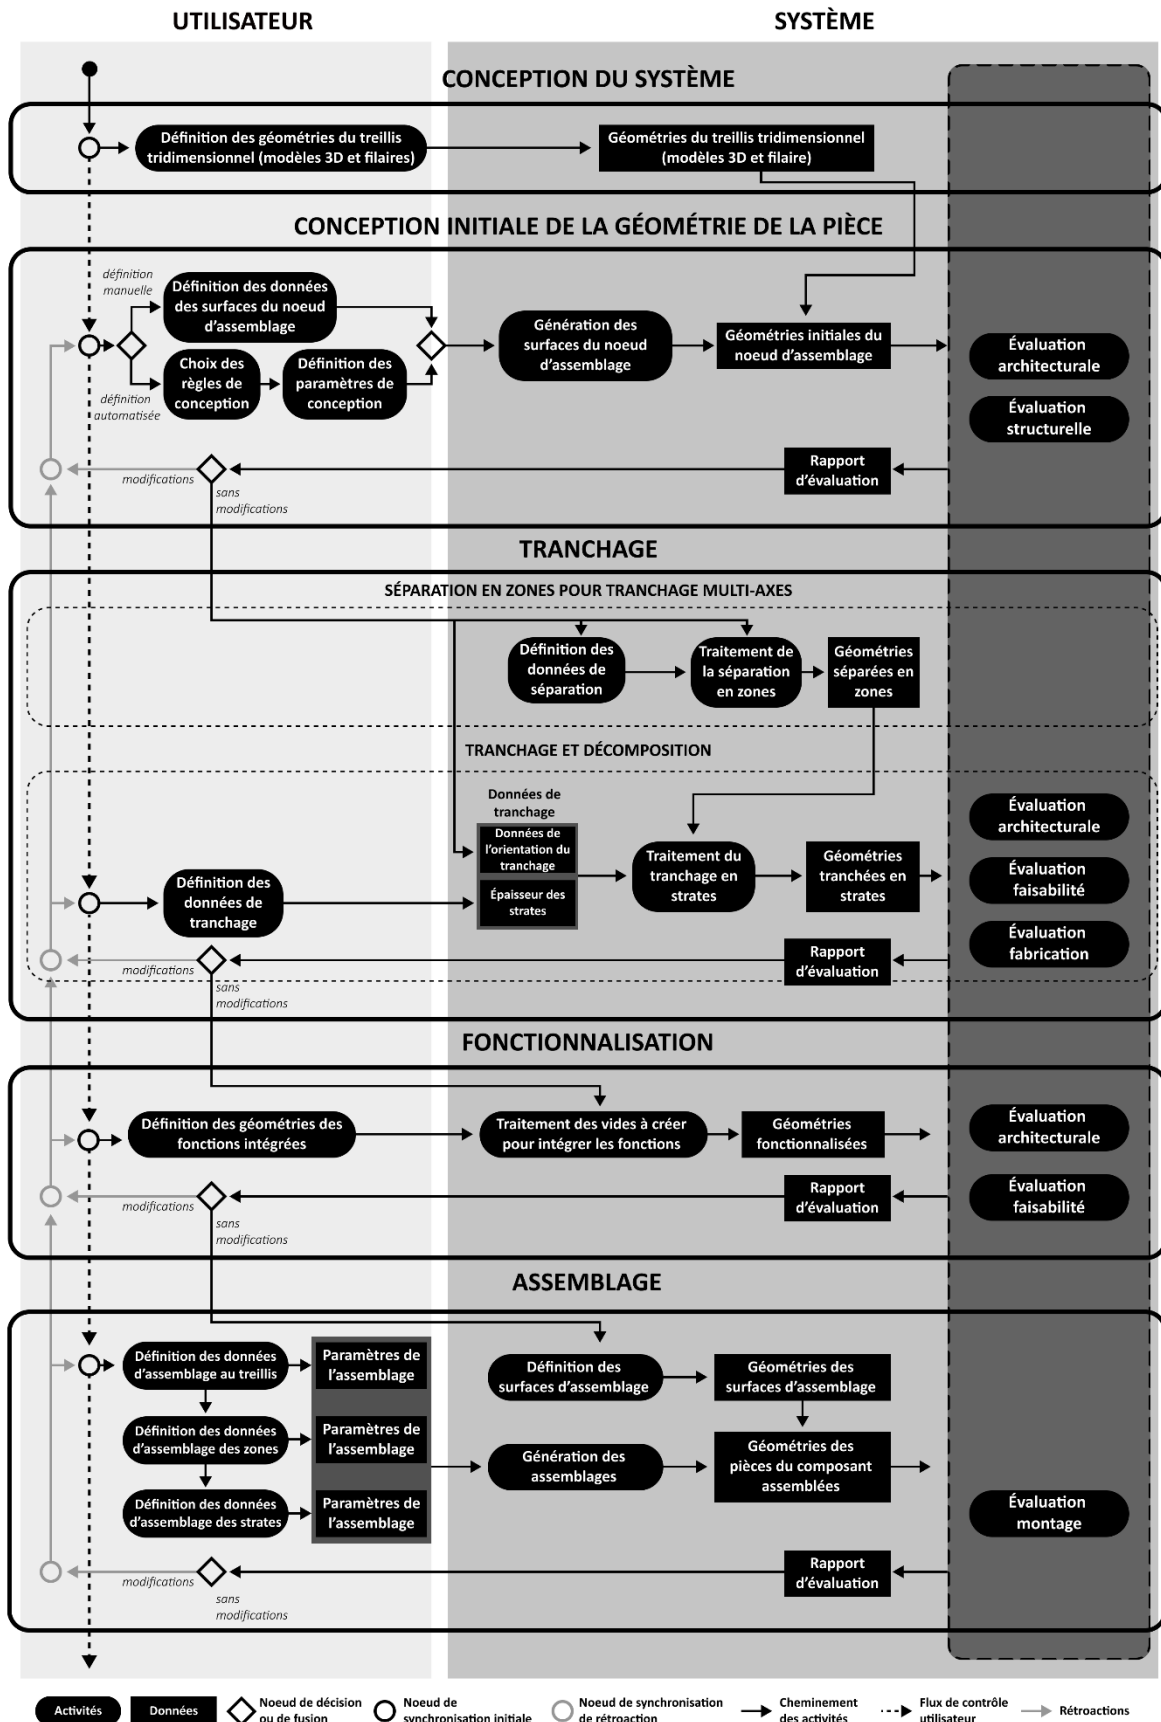 UTILISATEUR
SYSTÈME
CONCEPTION DU SYSTÈME
Définition des géométries du treillis
tridimensionnel (modèles 3D et filaires)
Géométries du treillis tridimensionnel
(modèles 3D et filaire)
CONCEPTION INITIALE DE LA GÉOMÉTRIE DE LA PIÈCE
définition
manuelle
Définition des données
des surfaces du noeud
d'assemblage
Choix des
règles de
conception
Définition des
paramètres de
conception
définition
automatisée
Génération des
surfaces du noeud
d'assemblage
Géométries initiales du
noeud d'assemblage
Évaluation
architecturale
Évaluation
structurelle
Rapport
d'évaluation
modifications
sans
modifications
TRANCHAGE
SÉPARATION EN ZONES POUR TRANCHAGE MULTI-AXES
Définition des
données de
séparation
Traitement de
la séparation
en zones
Géométries
séparées en
zones
TRANCHAGE ET DÉCOMPOSITION
Données de
tranchage
Données de
l'orientation du
tranchage
Épaisseur des
strates
Définition des
données de
tranchage
Traitement du
tranchage en
strates
Géométries
tranchées en
strates
Évaluation
architecturale
Évaluation
faisabilité
Évaluation
fabrication
Rapport
d'évaluation
modifications
sans
modifications
FONCTIONNALISATION
Définition des géométries des
fonctions intégrées
Traitement des vides à créer
pour intégrer les fonctions
Géométries
fonctionnalisées
Évaluation
architecturale
Évaluation
faisabilité
Rapport
d'évaluation
modifications
sans
modifications
ASSEMBLAGE
Définition des données
d'assemblage au treillis
Paramètres de
l'assemblage
Définition des
surfaces d'assemblage
Géométries des
surfaces d'assemblage
Définition des données
d'assemblage des zones
Paramètres de
l'assemblage
Génération des
assemblages
Géométries des
pièces du composant
assemblées
Définition des données
d'assemblage des strates
Paramètres de
l'assemblage
Évaluation
montage
Rapport
d'évaluation
modifications
sans
modifications
Activités
Données
Noeud de décision
ou de fusion
Noeud de
synchronisation initiale
Noeud de synchronisation
de rétroaction
Cheminement
des activités
Flux de contrôle
utilisateur
Rétroactions